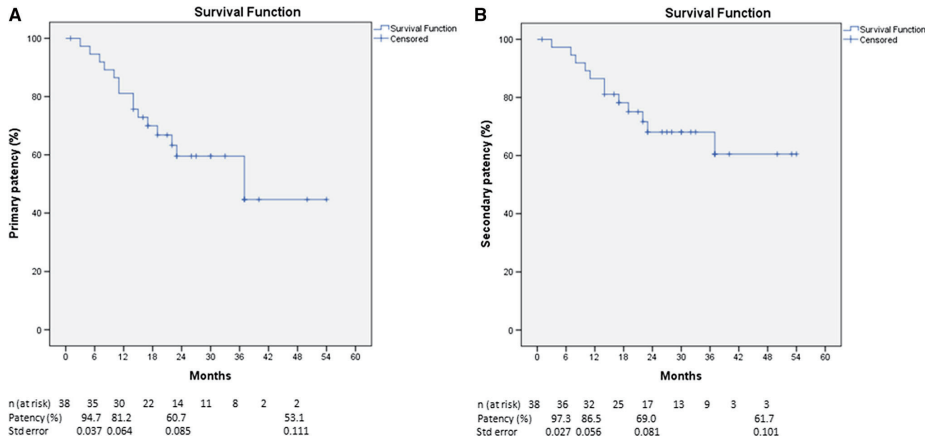 A
Survival Function
Survival Function
Censored
Primary patency (%)
100
80
60
40
20
0
0 6 12 18 24 30 36 42 48 54 60
Months
n (at risk) 38 35 30 22 14 11 8 2 2
Patency (%) 94.7 81.2 60.7 53.1
Std error 0.037 0.064 0.085 0.111
B
Survival Function
Survival Function
Censored
Secondary patency (%)
100
80
60
40
20
0
0 6 12 18 24 30 36 42 48 54 60
Months
n (at risk) 38 36 32 25 17 13 9 3 3
Patency (%) 97.3 86.5 69.0 61.7
Std error 0.027 0.056 0.081 0.101